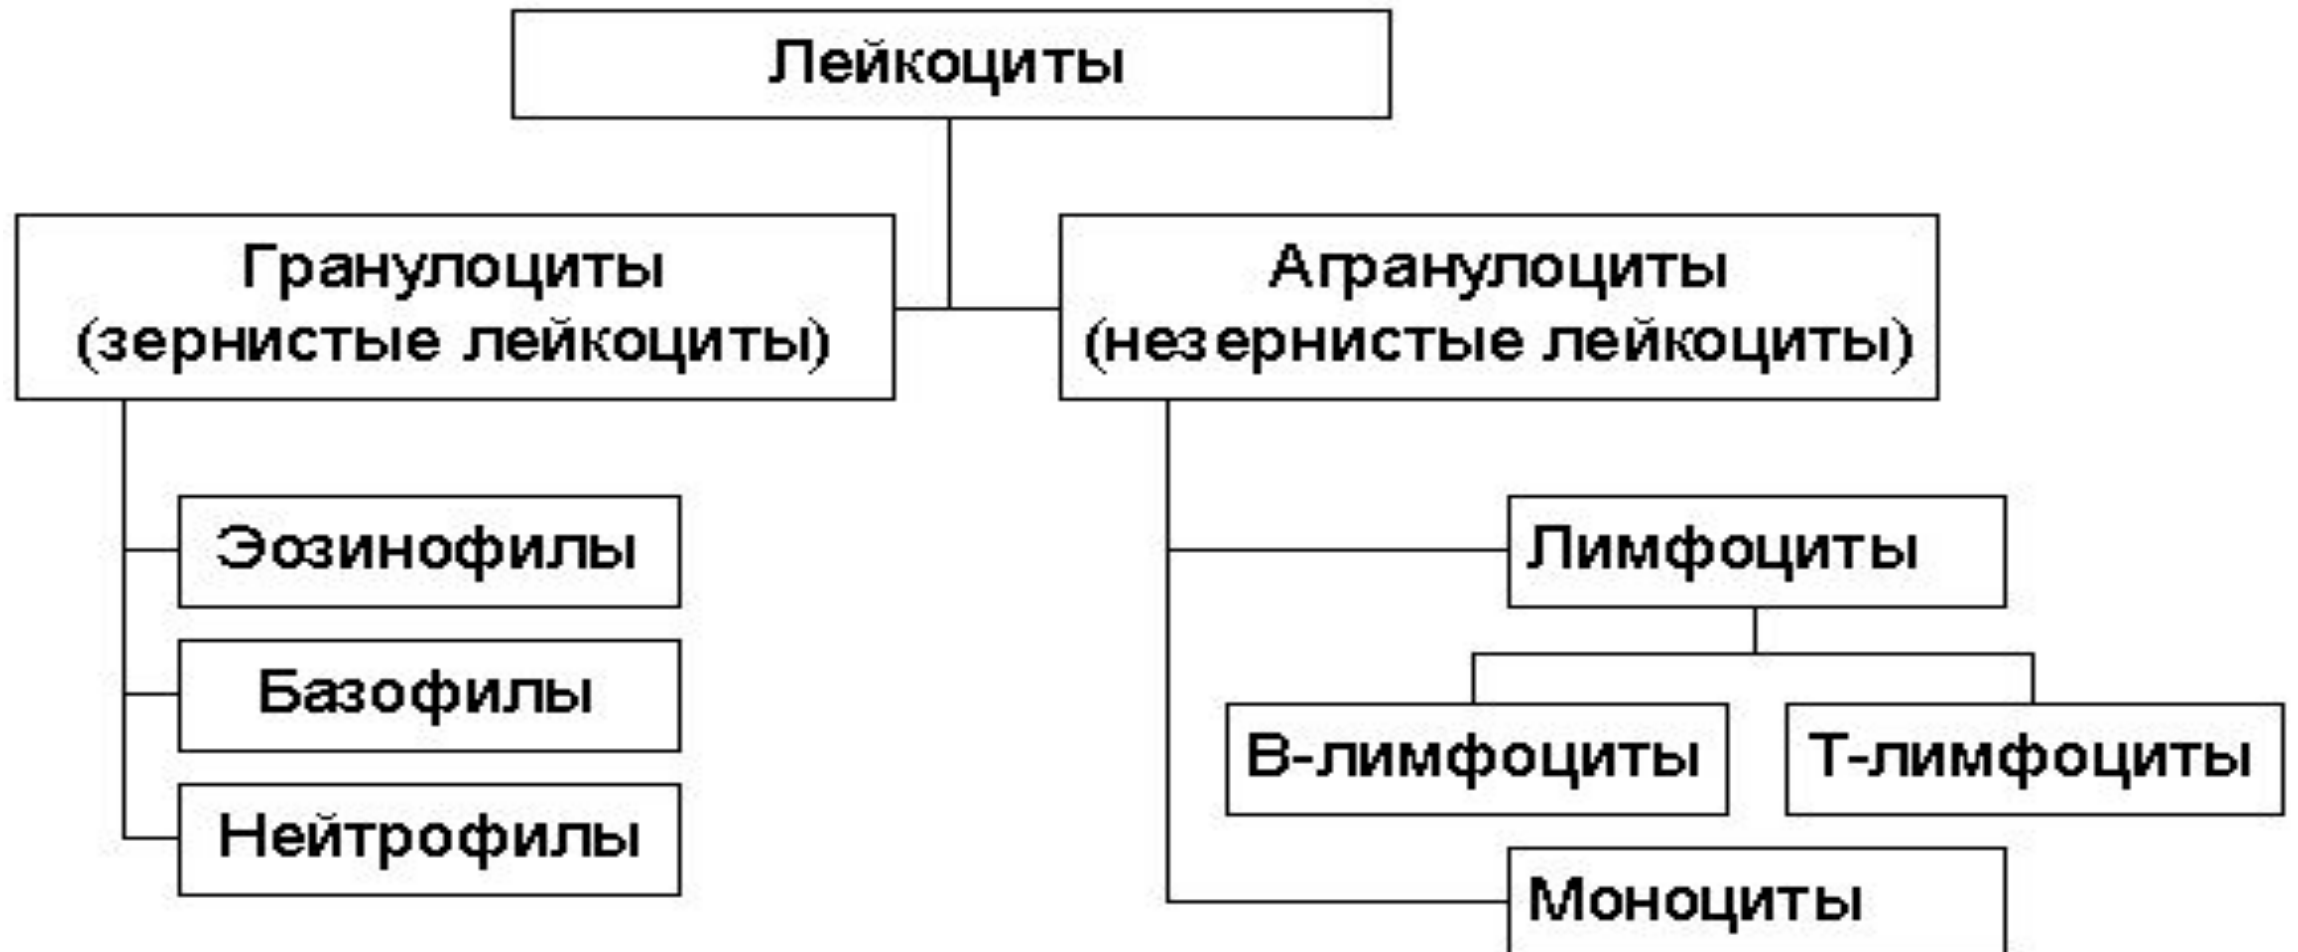 Лейкоциты
Гранулоциты
(зернистые лейкоциты)
Агранулоциты
(незернистые лейкоциты)
Эозинофилы
Базофилы
Нейтрофилы
Лимфоциты
В-лимфоциты
Т-лимфоциты
Моноциты